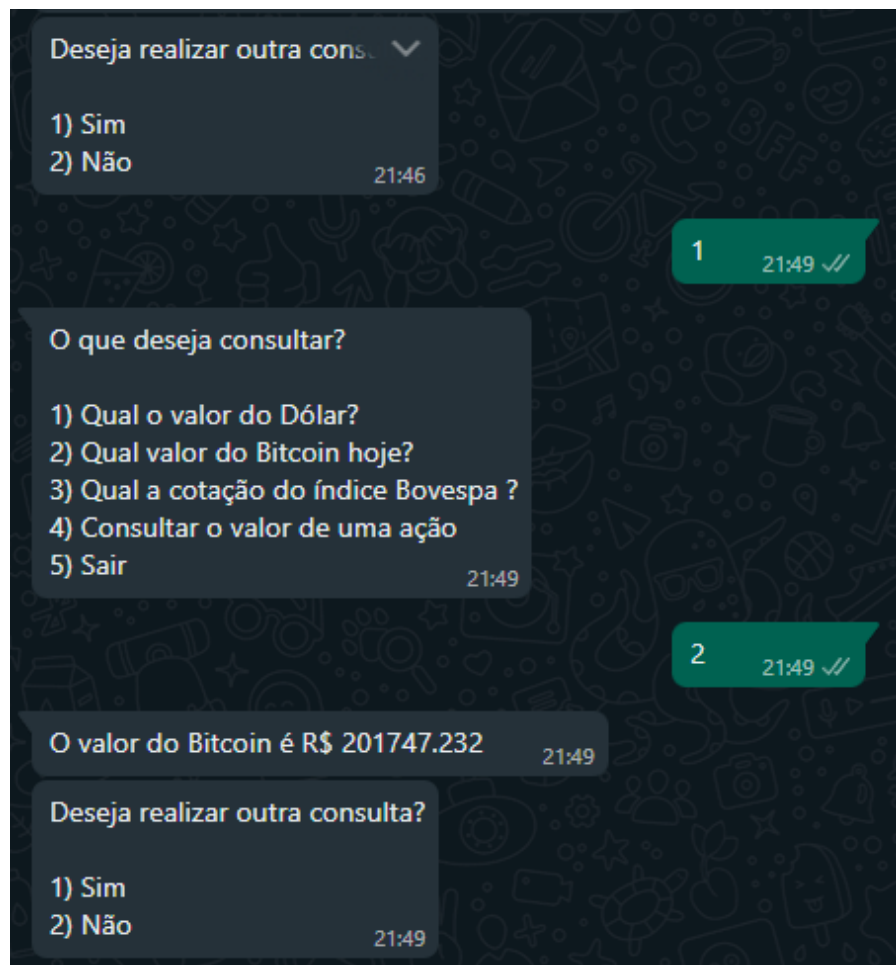 Deseja realizar outra cons
1) Sim
2) Não
21:46
1
21:49
O que deseja consultar?
1) Qual o valor do Dólar?
2) Qual valor do Bitcoin hoje?
3) Qual a cotação do índice Bovespa ?
4) Consultar o valor de uma ação
5) Sair
21:49
2
21:49
O valor do Bitcoin é R$ 201747.232
21:49
Deseja realizar outra consulta?
1) Sim
2) Não
21:49